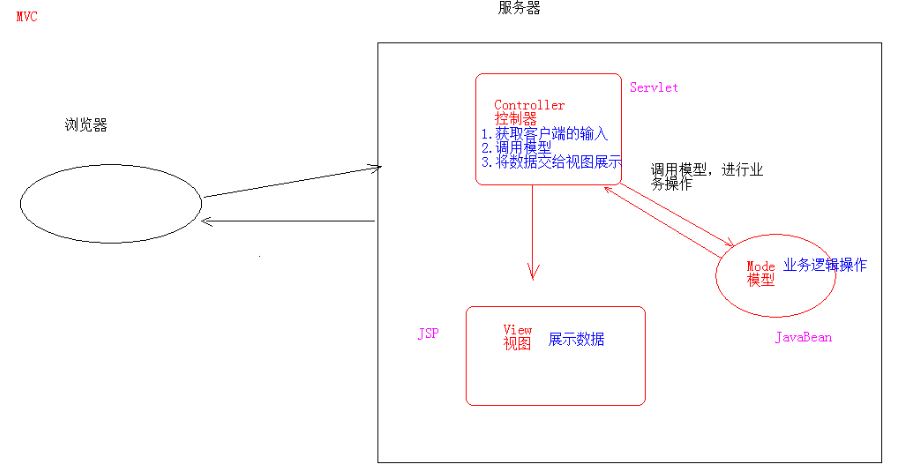 MVC
服务器
Servlet
Controller
控制器
1.获取客户端的输入
2.调用模型
3.将数据交给视图展示
浏览器
调用模型，进行业
务操作
Mode 业务逻辑操作
模型
JSP
View
视图
展示数据
JavaBean